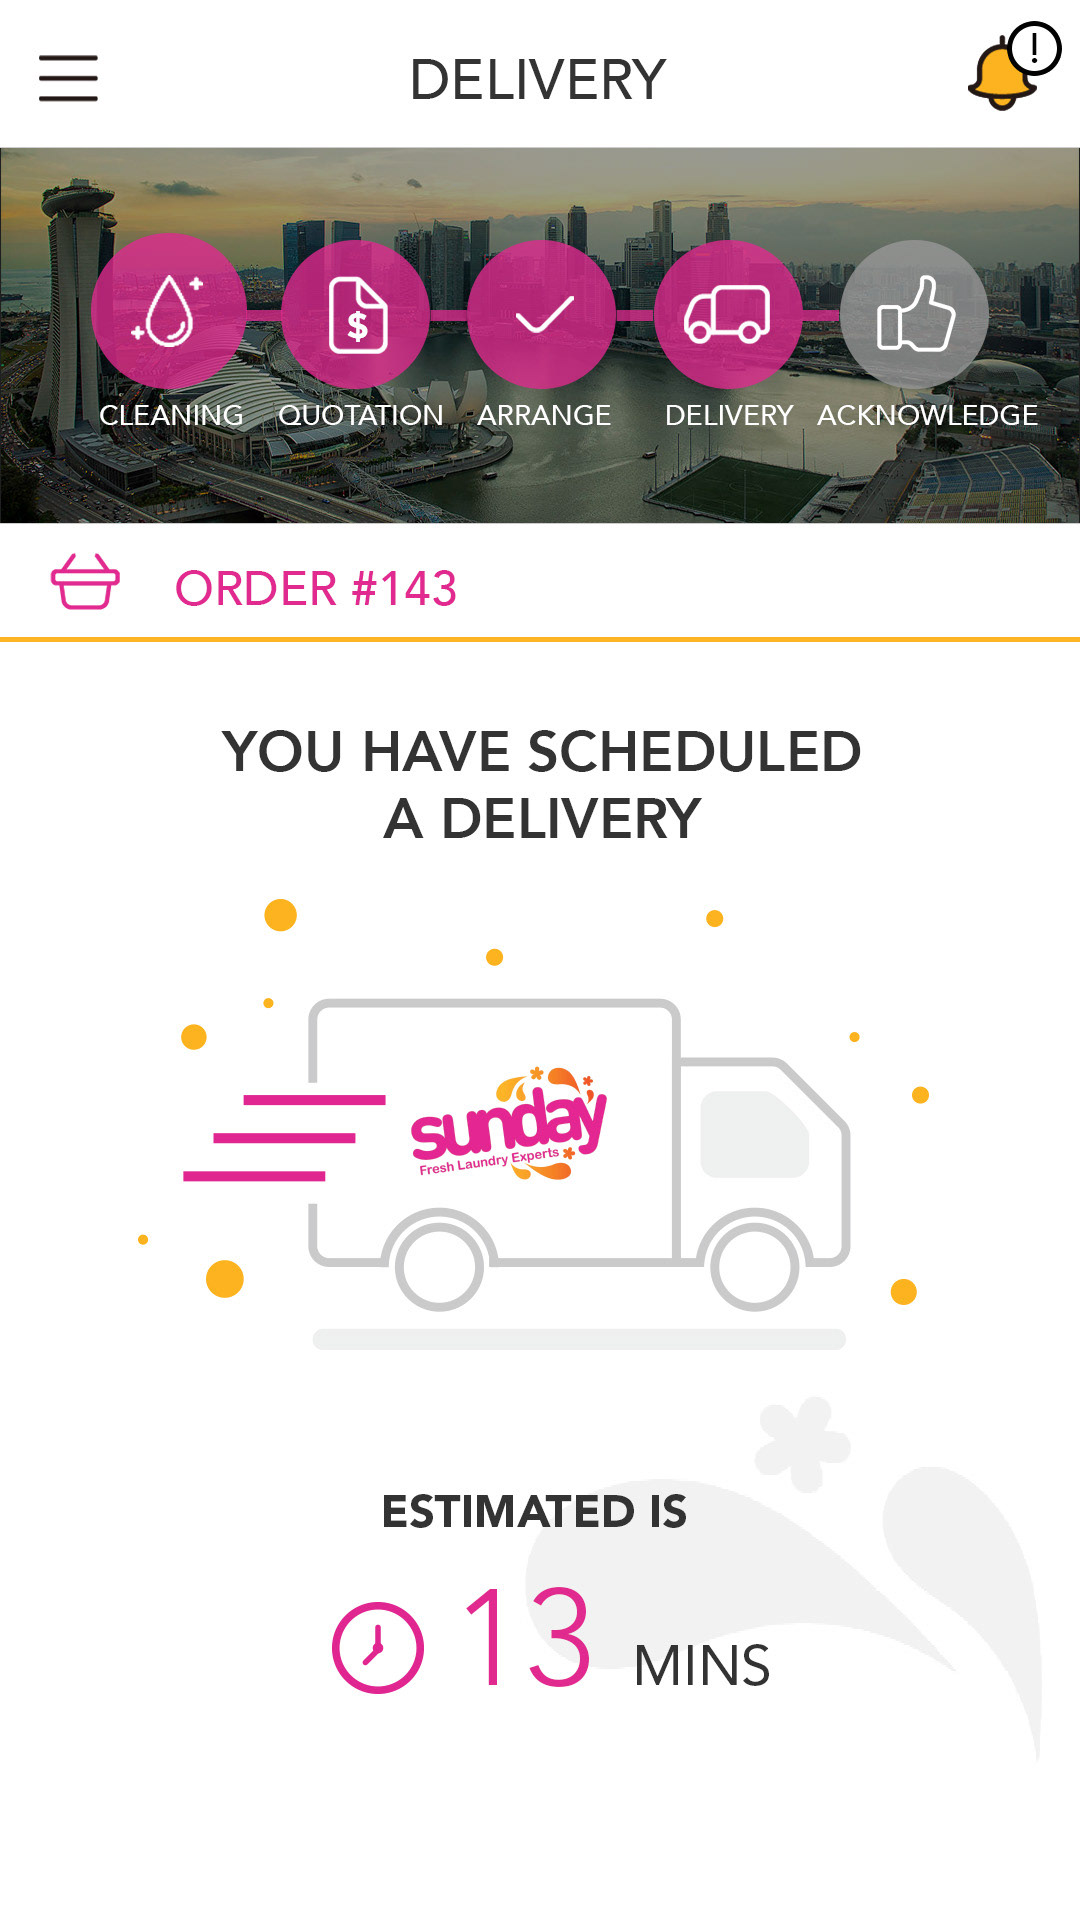 DELIVERY
!
$
CLEANING QUOTATION ARRANGE DELIVERY ACKNOWLEDGE
ORDER #143
YOU HAVE SCHEDULED
A DELIVERY
sunday
Fresh Laundry Experts
ESTIMATED IS
13 MINS